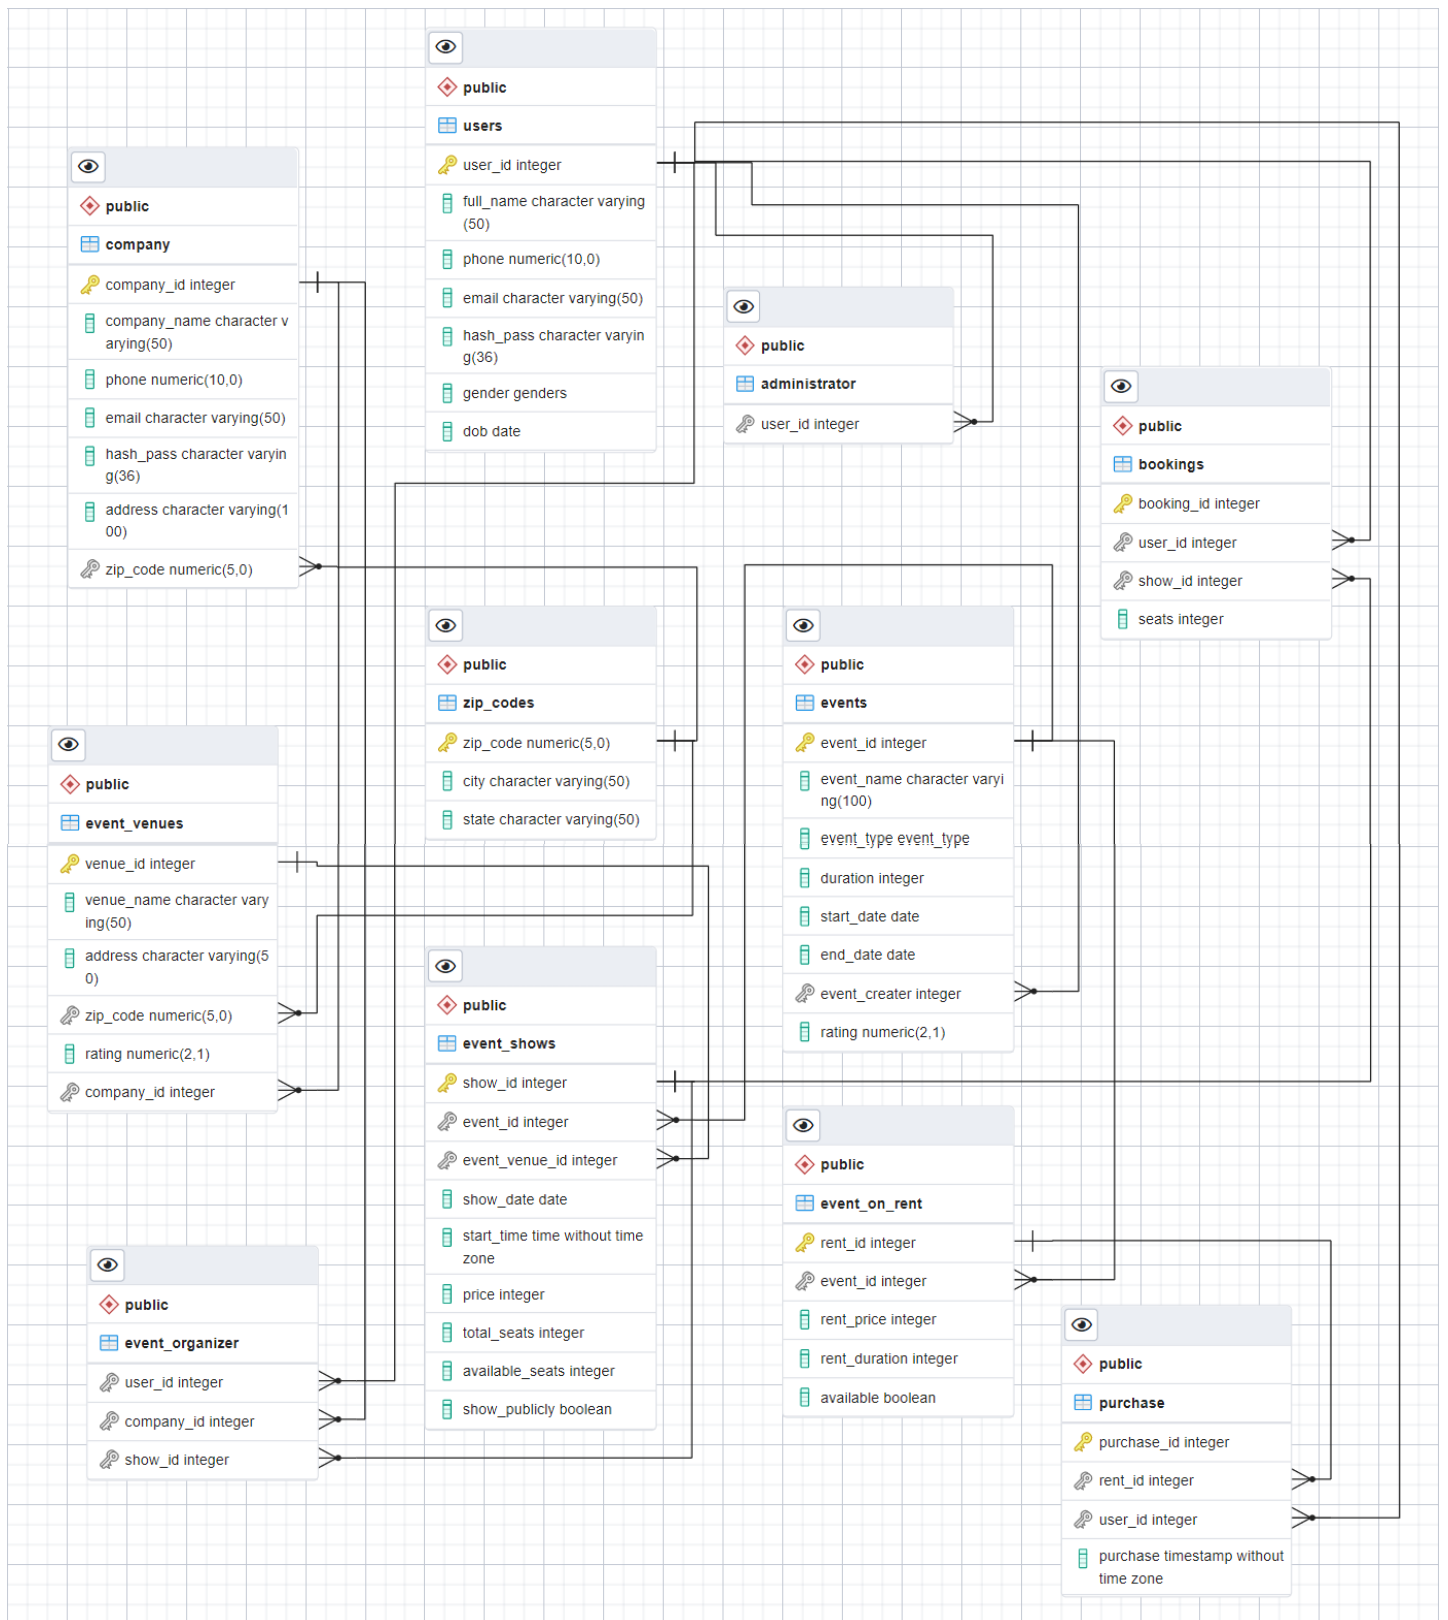 public
users
user_id integer
full_name character varying
(50)
phone numeric(10,0)
email character varying(50)
hash_pass character varyin
g(36)
gender genders
dob date
public
company
company_id integer
company_name character v
arying(50)
phone numeric(10,0)
email character varying(50)
hash_pass character varyin
g(36)
address character varying(1
00)
zip_code numeric(5,0)
public
administrator
user_id integer
public
bookings
booking_id integer
user_id integer
show_id integer
seats integer
public
zip_codes
zip_code numeric(5,0)
city character varying(50)
state character varying(50)
public
events
event_id integer
event_name character varyi
ng(100)
event_type event_type
duration integer
start_date date
end_date date
event_creater integer
rating numeric(2,1)
public
event_venues
venue_id integer
venue_name character vary
ing(50)
address character varying(5
0)
zip_code numeric(5,0)
rating numeric(2,1)
company_id integer
public
event_shows
show_id integer
event_id integer
event_venue_id integer
show_date date
start_time time without time
zone
price integer
total_seats integer
available_seats integer
show_publicly boolean
public
event_on_rent
rent_id integer
event_id integer
rent_price integer
rent_duration integer
available boolean
public
event_organizer
user_id integer
company_id integer
show_id integer
public
purchase
purchase_id integer
rent_id integer
user_id integer
purchase timestamp without
time zone